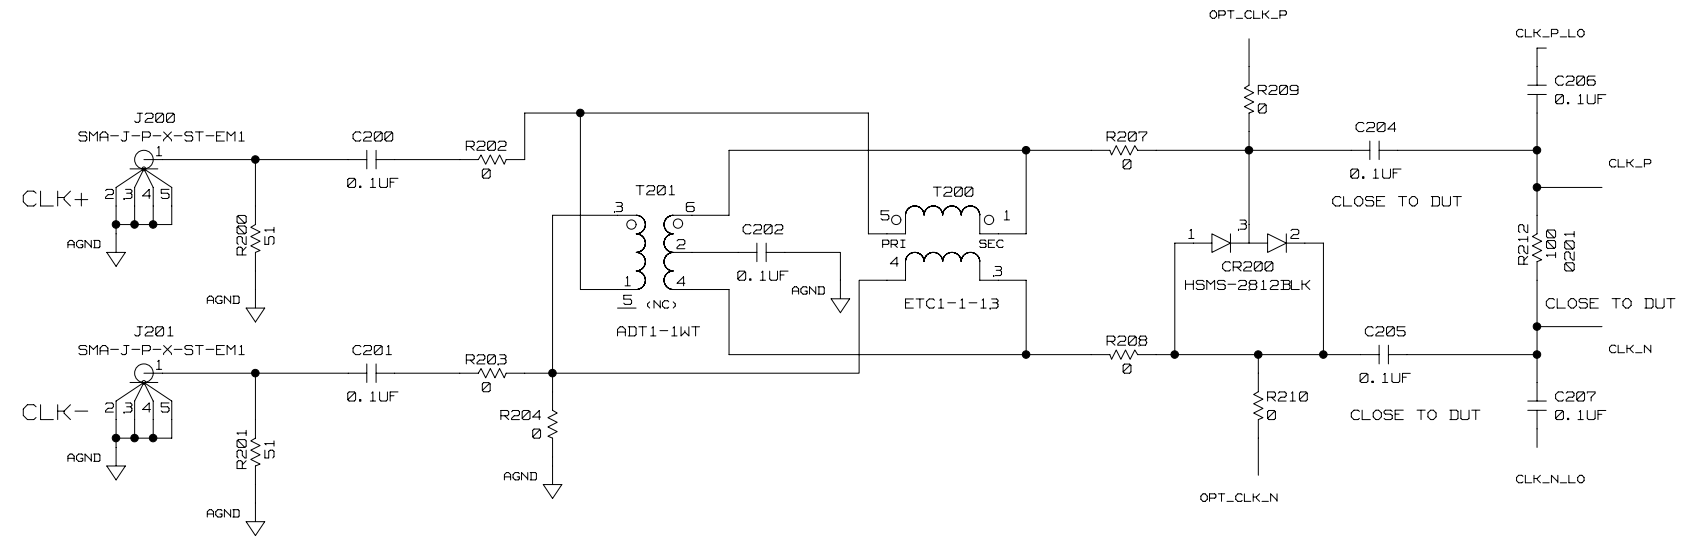 OPT_CLK_P
CLK_P_LO
R209
0
C206
0.1UF
J200
SMA-J-P-X-ST-EM1
1
C200
0.1UF
R202
0
R207
0
C204
0.1UF
CLOSE TO DUT
CLK_P
CLK+
2 3 4 5
AGND
R200
51
AGND
T201
3
6
2
1
4
5 (NC)
ADT1-1WT
C202
0.1UF
AGND
T200
5
1
PRI
SEC
4
3
ETC1-1-13
1
3
2
CR200
HSMS-2812BLK
R212
100
0201
CLOSE TO DUT
J201
SMA-J-P-X-ST-EM1
1
C201
0.1UF
R203
0
R208
0
C205
0.1UF
CLOSE TO DUT
CLK_N
CLK-
2 3 4 5
AGND
R201
51
AGND
R204
0
AGND
R210
0
OPT_CLK_N
C207
0.1UF
CLK_N_LO